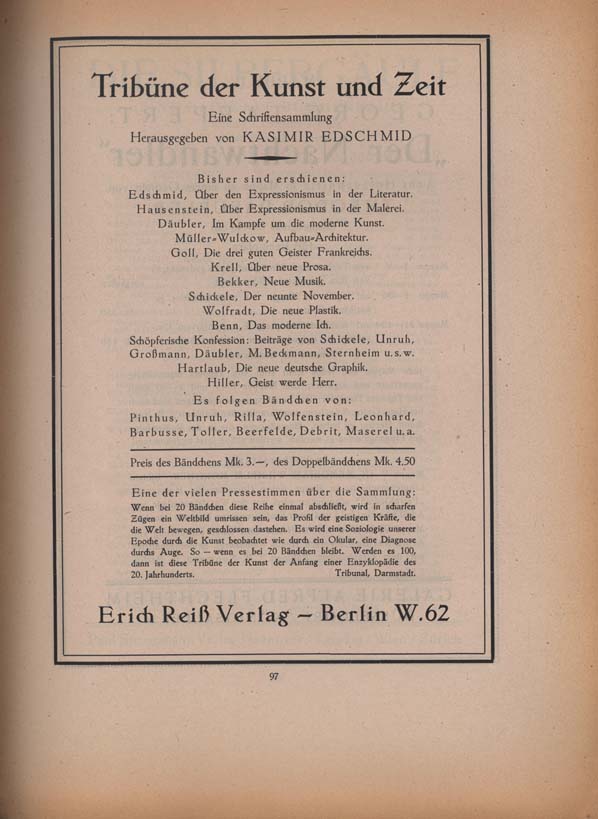 Tribüne der Kunst und Zeit
Eine Schriftensammlung
Herausgegeben von KASIMIR EDSCHMID
Bisher sind erschienen:
Edschmid, Über den Expressionismus in der Literatur.
Hausenstein, Über Expressionismus in der Malerei.
Däubler, Im Kampfe um die moderne Kunst.
Müller=Wulckow, Aufbau=Architektur.
Goll, Die drei guten Geister Frankreichs.
Krell, Über neue Prosa.
Bekker, Neue Musik.
Schickele, Der neunte November.
Wolfradt, Die neue Plastik.
Benn, Das moderne Ich.
Schöpferische Konfession: Beiträge von Schickele, Unruh,
Großmann, Däubler, M. Beckmann, Sternheim u.s.w.
Hartlaub, Die neue deutsche Graphik.
Hiller, Geist werde Herr.
Es folgen Bändchen von:
Pinthus, Unruh, Rilla, Wolfenstein, Leonhard,
Barbusse, Toller, Beerfelde, Debrit, Maserel u.a.
Preis des Bändchens Mk. 3.—, des Doppelbändchens Mk. 4.50
Eine der vielen Pressestimmen über die Sammlung:
Wenn bei 20 Bändchen diese Reihe einmal abschließt, wird in scharfen
Zügen ein Weltbild umrissen sein, das Profil der geistigen Kräfte, die
die Welt bewegen, geschlossen dastehen. Es wird eine Soziologie unserer
Epoche durch die Kunst beobachtet wie durch ein Okular, eine Diagnose
durchs Auge. So — wenn es bei 20 Bändchen bleibt. Werden es 100,
dann ist diese Tribüne der Kunst der Anfang einer Enzyklopädie des
20. Jahrhunderts. Tribunal, Darmstadt.
Erich Reiß Verlag – Berlin W.62
97